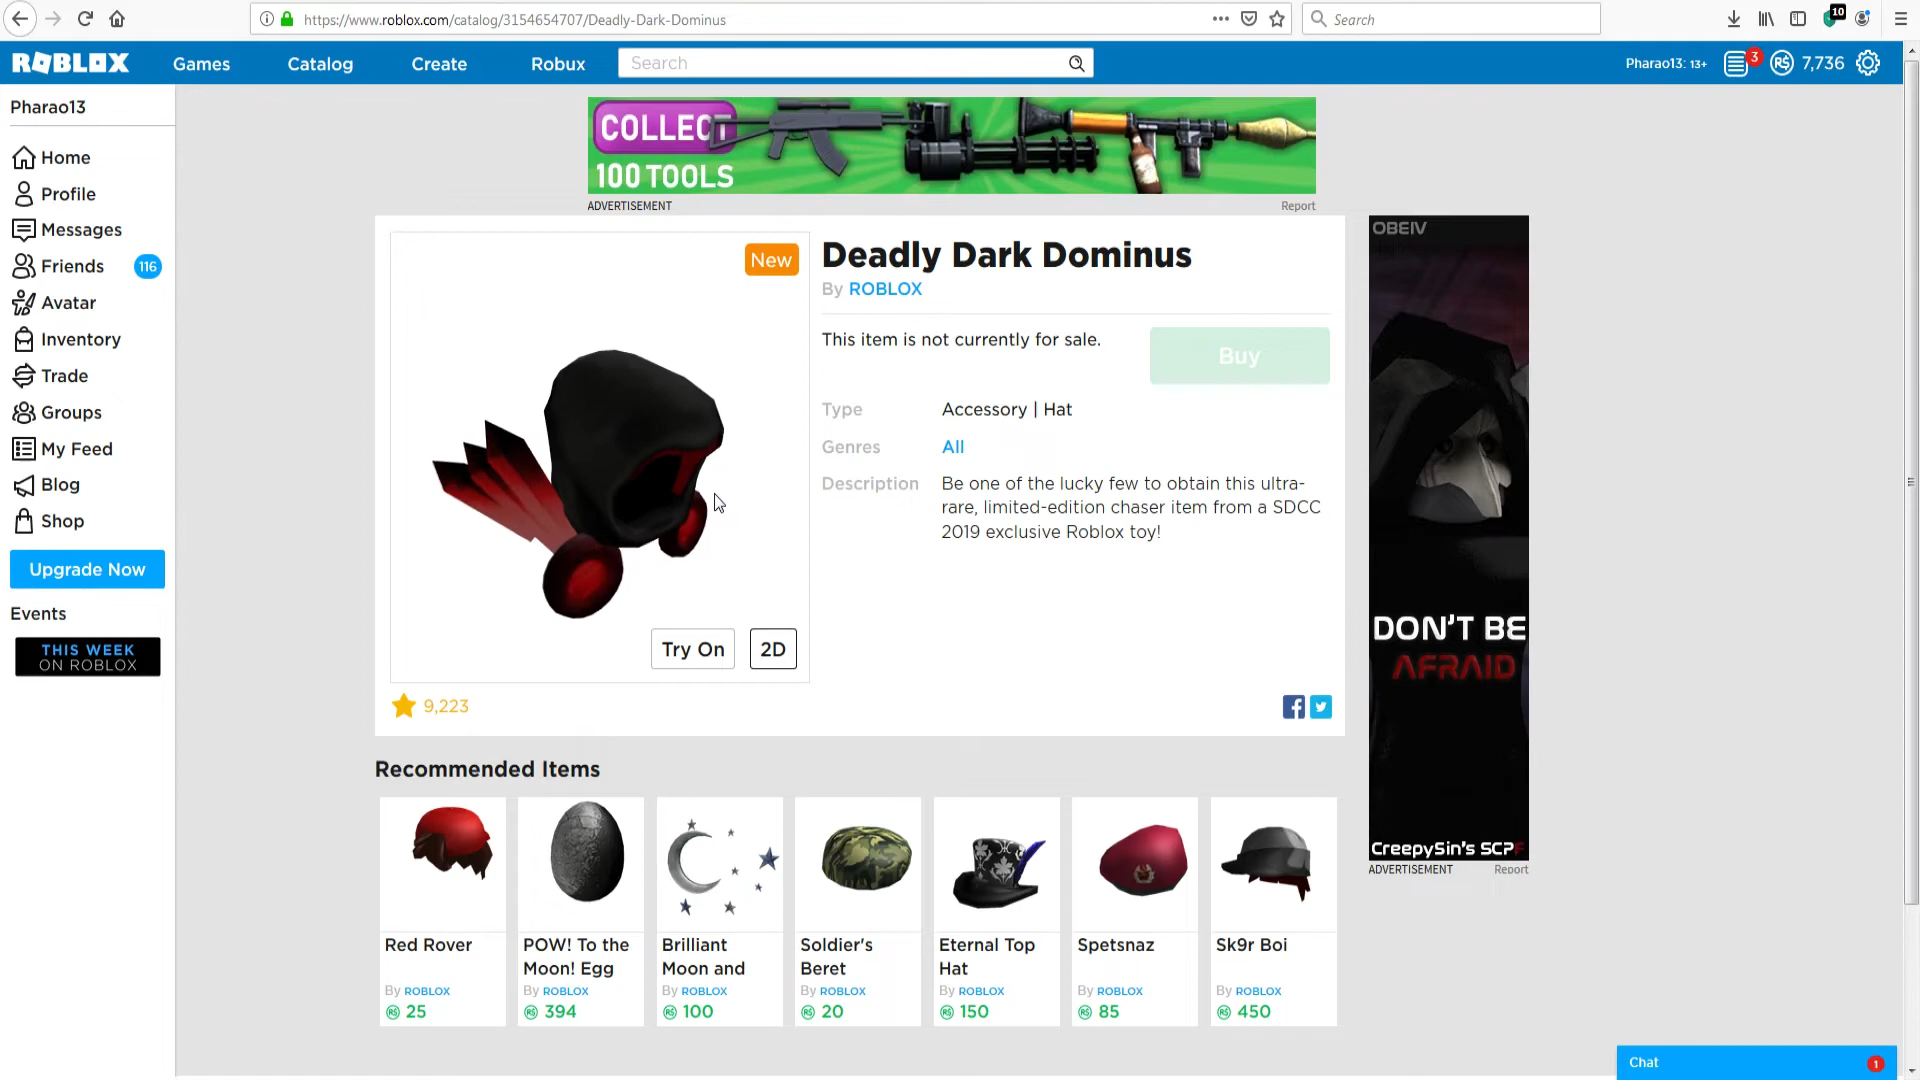 https://www.roblox.com/catalog/3154654707/Deadly-Dark-Dominus
Search
10
ROBLOX
Games
Catalog
Create
Robux
Search
Pharao13: 13+
3
R$
7,736
Pharao13
Home
Profile
Messages
Friends
116
Avatar
Inventory
Trade
Groups
My Feed
Blog
Shop
Upgrade Now
Events
THIS WEEK
ON ROBLOX
COLLECT
100 TOOLS
ADVERTISEMENT
Report
New
Try On
2D
9,223
Deadly Dark Dominus
By ROBLOX
This item is not currently for sale.
Buy
Type
Accessory | Hat
Genres
All
Description
Be one of the lucky few to obtain this ultra-
rare, limited-edition chaser item from a SDCC
2019 exclusive Roblox toy!
OBEIV
DON'T BE
AFRAID
CreepySin's SCPF
ADVERTISEMENT
Report
Recommended Items
Red Rover
By ROBLOX
R$ 25
POW! To the
Moon! Egg
By ROBLOX
R$ 394
Brilliant
Moon and
By ROBLOX
R$ 100
Soldier's
Beret
By ROBLOX
R$ 20
Eternal Top
Hat
By ROBLOX
R$ 150
Spetsnaz
By ROBLOX
R$ 85
Sk9r Boi
By ROBLOX
R$ 450
Chat
1